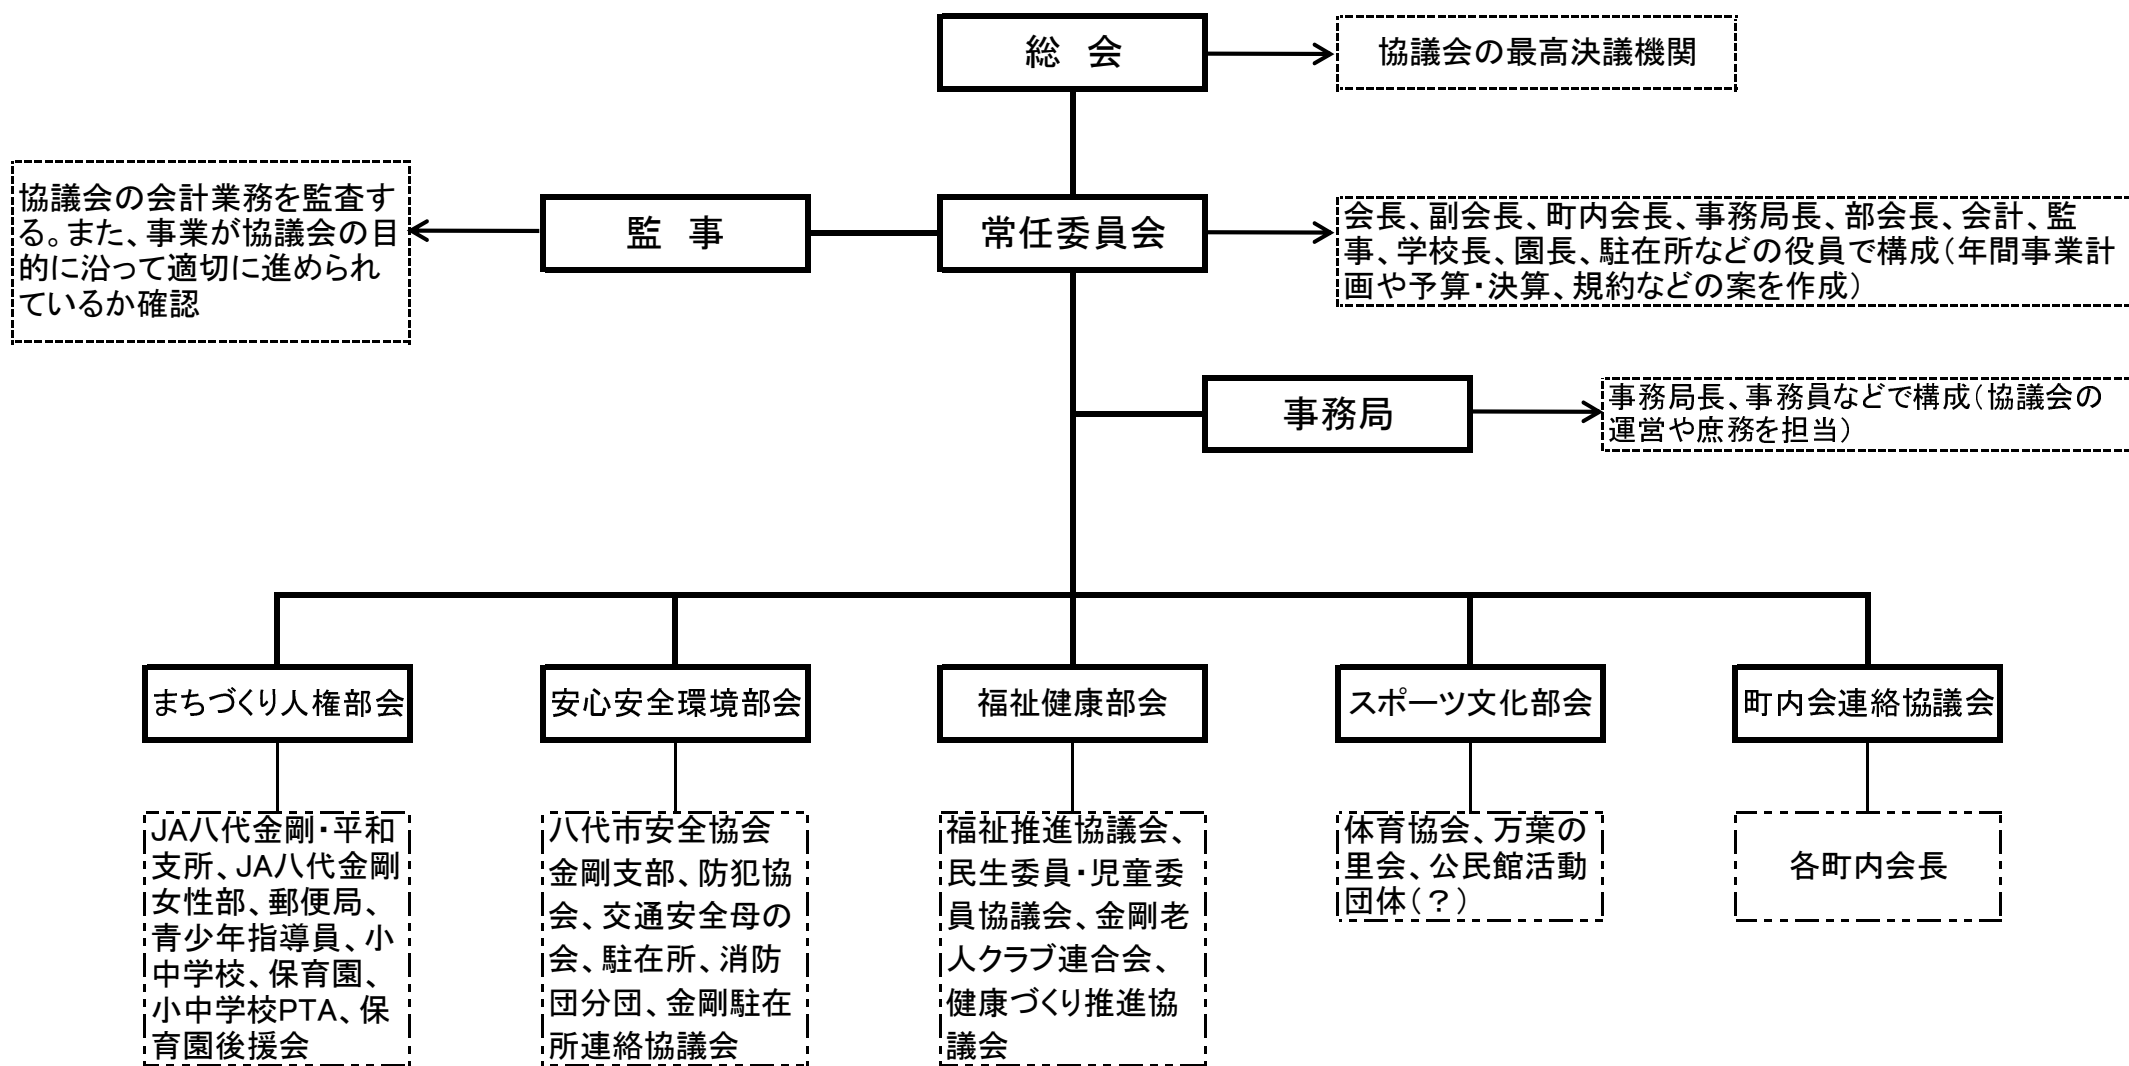 総　会
協議会の最高決議機関
協議会の会計業務を監査す
る。また、事業が協議会の目
的に沿って適切に進められ
ているか確認
監　事
常任委員会
会長、副会長、町内会長、事務局長、部会長、会計、監
事、学校長、園長、駐在所などの役員で構成（年間事業計
画や予算・決算、規約などの案を作成）
事務局
事務局長、事務員などで構成（協議会の
運営や庶務を担当）
まちづくり人権部会
安心安全環境部会
福祉健康部会
スポーツ文化部会
町内会連絡協議会
JA八代金剛・平和
支所、JA八代金剛
女性部、郵便局、
青少年指導員、小
中学校、保育園、
小中学校PTA、保
育園後援会
八代市安全協会
金剛支部、防犯協
会、交通安全母の
会、駐在所、消防
団分団、金剛駐在
所連絡協議会
福祉推進協議会、
民生委員・児童委
員協議会、金剛老
人クラブ連合会、
健康づくり推進協
議会
体育協会、万葉の
里会、公民館活動
団体（？）
各町内会長